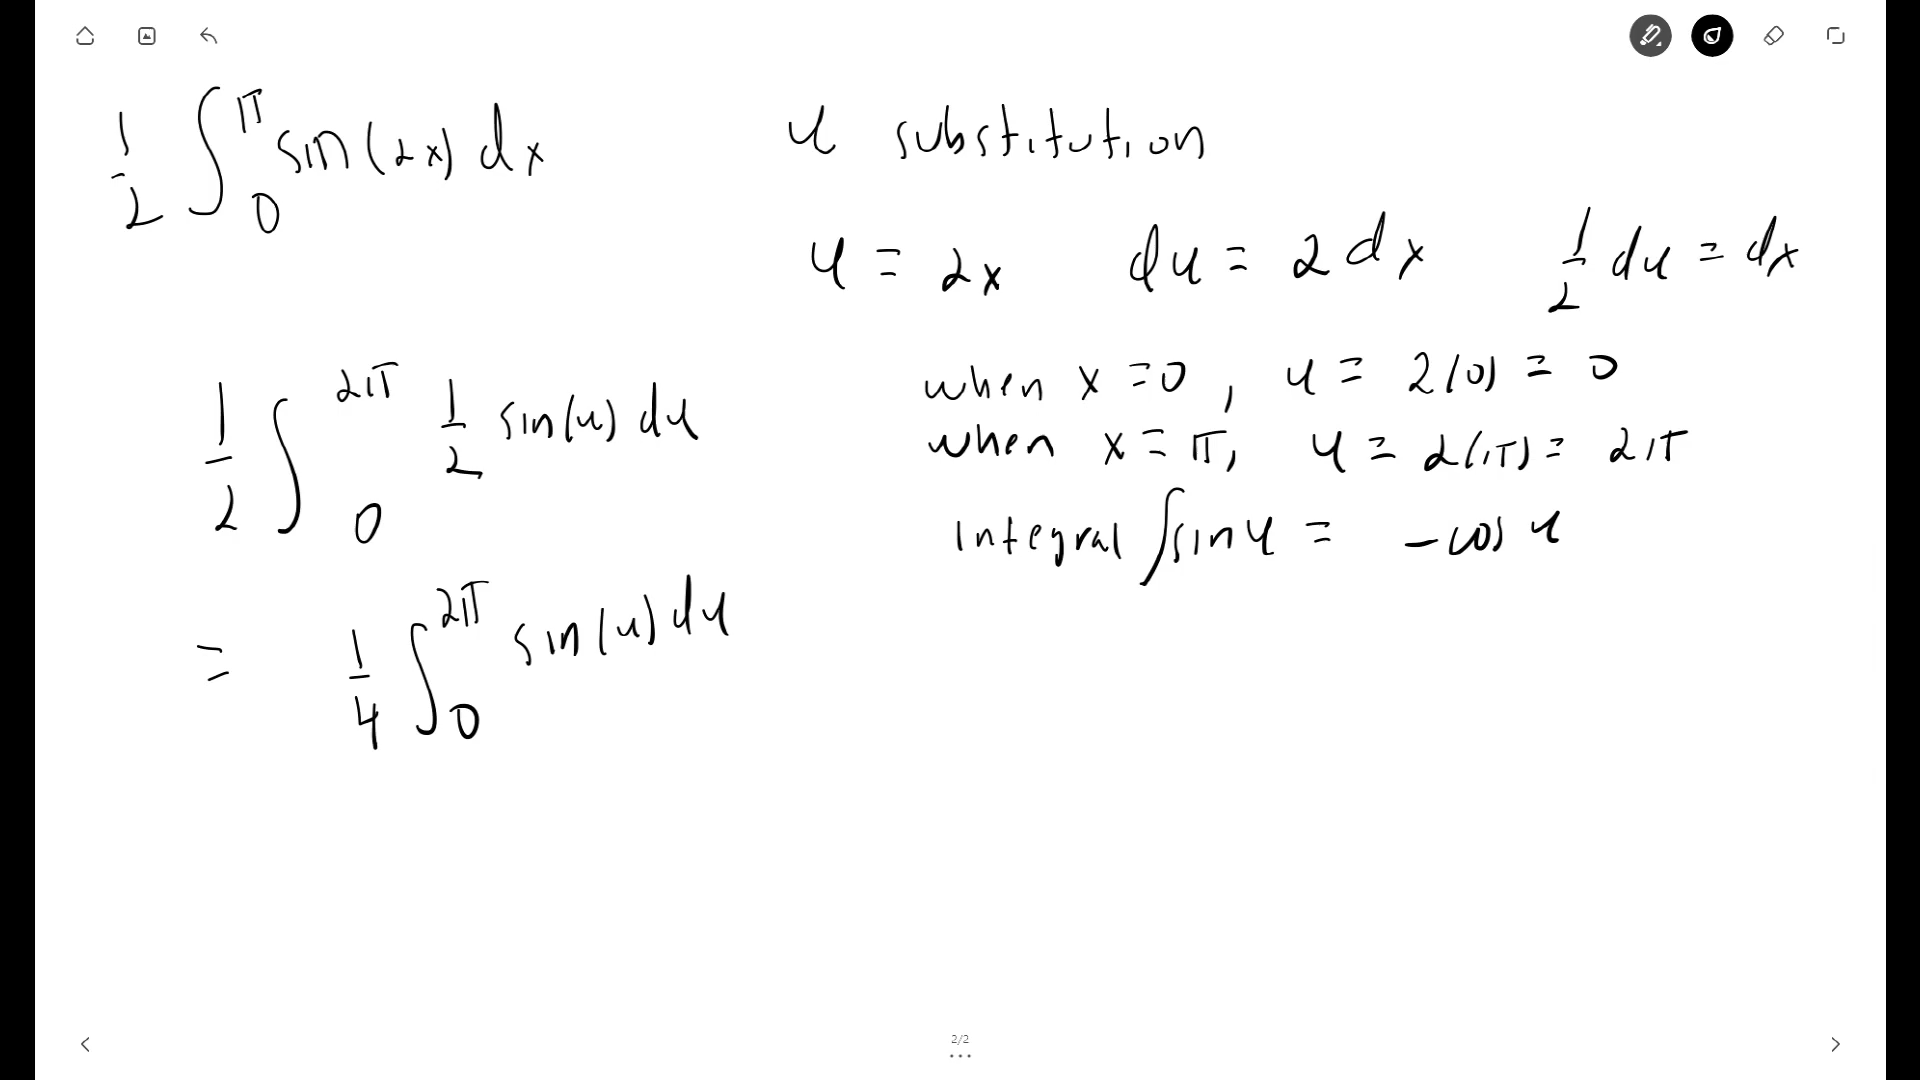 1/2 ∫₀^π sin(2x) dx
u substitution
u = 2x   du = 2 dx   1/2 du = dx
1/2 ∫₀^2π 1/2 sin(u) du
when x = 0, u = 2(0) = 0
when x = π, u = 2(π) = 2π
Integral ∫sin u = -cos u
= 1/4 ∫₀^2π sin(u) du
2/2